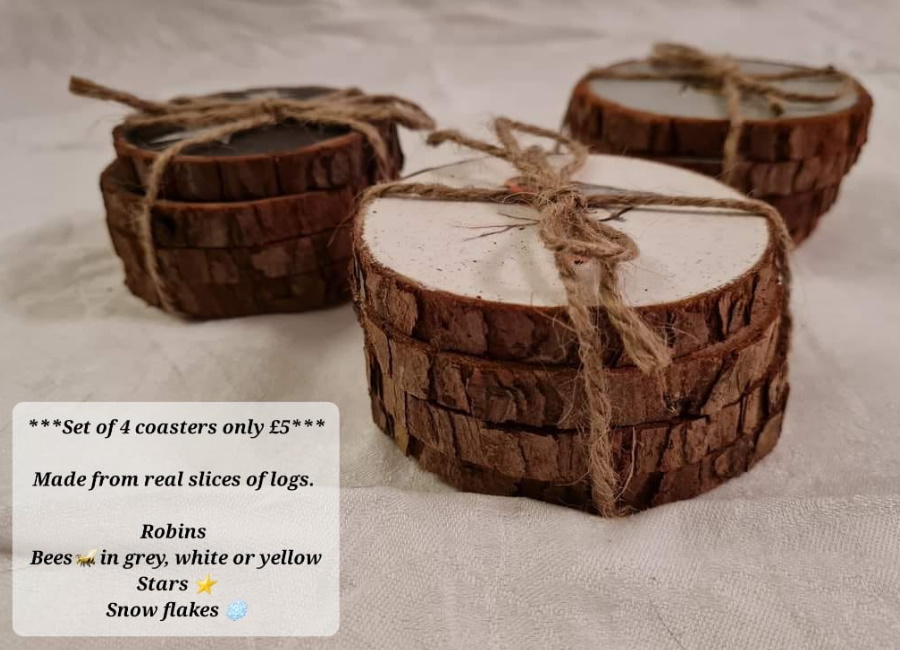 ***Set of 4 coasters only £5***
Made from real slices of logs.
Robins
Bees🐝in grey, white or yellow
Stars ⭐
Snow flakes ❄️